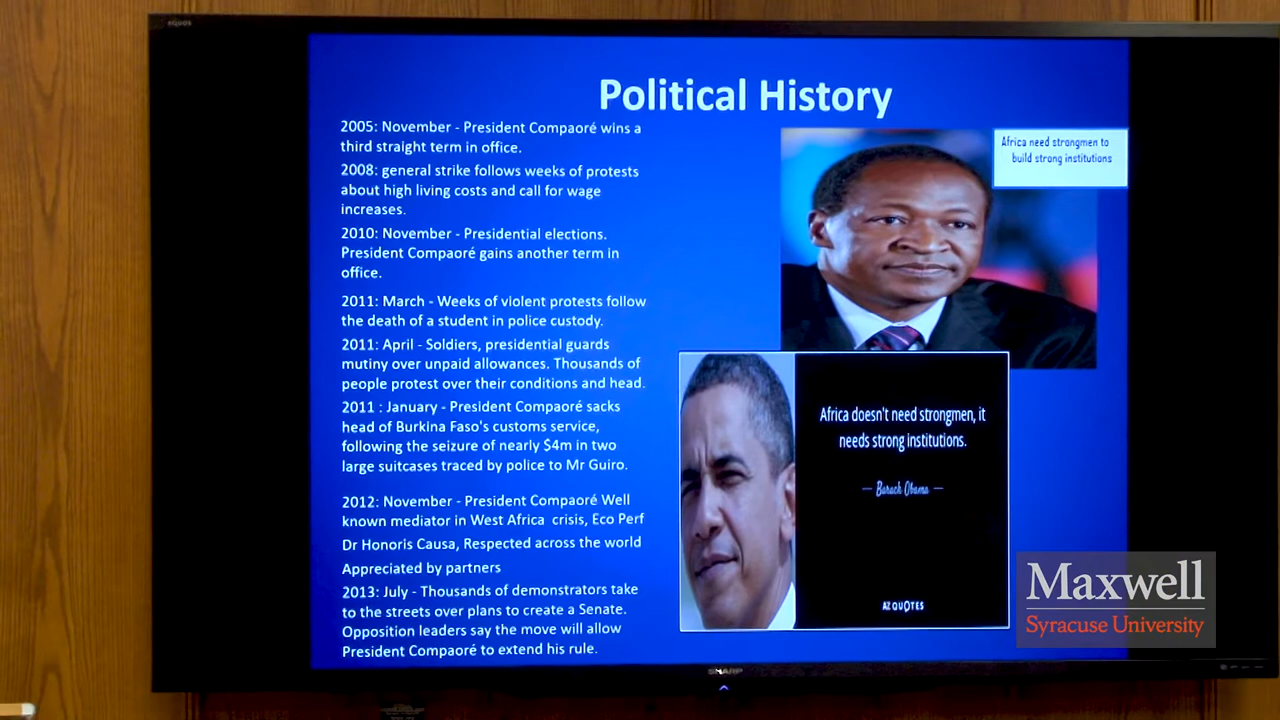 AQUOS
Political History
2005: November - President Compaoré wins a
third straight term in office.
2008: general strike follows weeks of protests
about high living costs and call for wage
increases.
2010: November - Presidential elections.
President Compaoré gains another term in
office.
2011: March - Weeks of violent protests follow
the death of a student in police custody.
2011: April - Soldiers, presidential guards
mutiny over unpaid allowances. Thousands of
people protest over their conditions and head.
2011 : January - President Compaoré sacks
head of Burkina Faso's customs service,
following the seizure of nearly $4m in two
large suitcases traced by police to Mr Guiro.
2012: November - President Compaoré Well
known mediator in West Africa crisis, Eco Perf
Dr Honoris Causa, Respected across the world
Appreciated by partners
2013: July - Thousands of demonstrators take
to the streets over plans to create a Senate.
Opposition leaders say the move will allow
President Compaoré to extend his rule.
Africa need strongmen to
build strong institutions
Africa doesn't need strongmen, it
needs strong institutions.
— Barack Obama —
AZ QUOTES
Maxwell
Syracuse University
SHARP